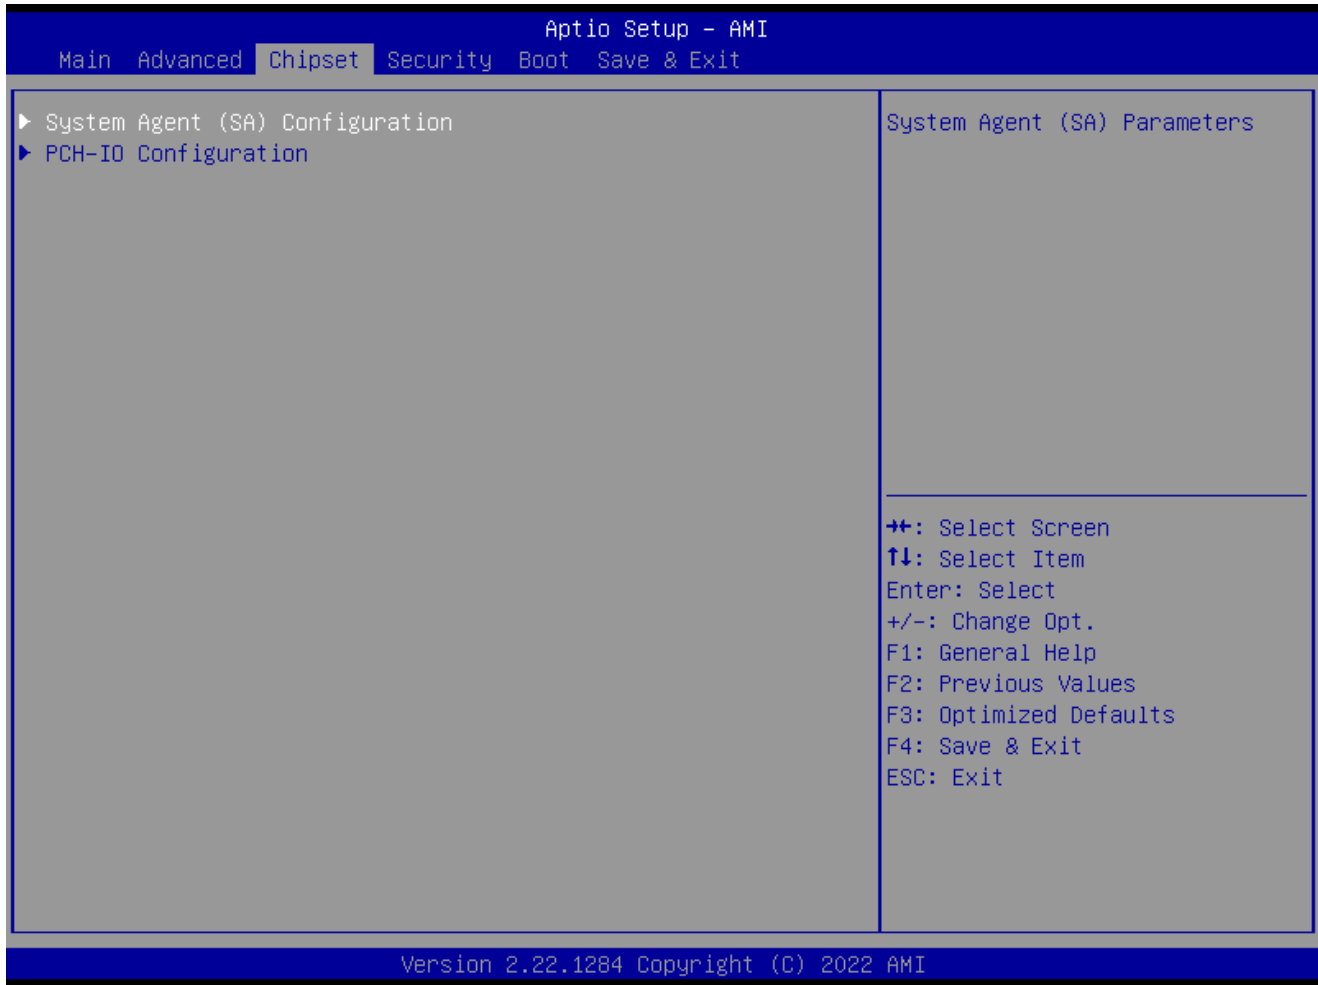 Aptio Setup – AMI
Main Advanced Chipset Security Boot Save & Exit
▶ System Agent (SA) Configuration
▶ PCH-IO Configuration
System Agent (SA) Parameters
→←: Select Screen
↑↓: Select Item
Enter: Select
+/-: Change Opt.
F1: General Help
F2: Previous Values
F3: Optimized Defaults
F4: Save & Exit
ESC: Exit
Version 2.22.1284 Copyright (C) 2022 AMI